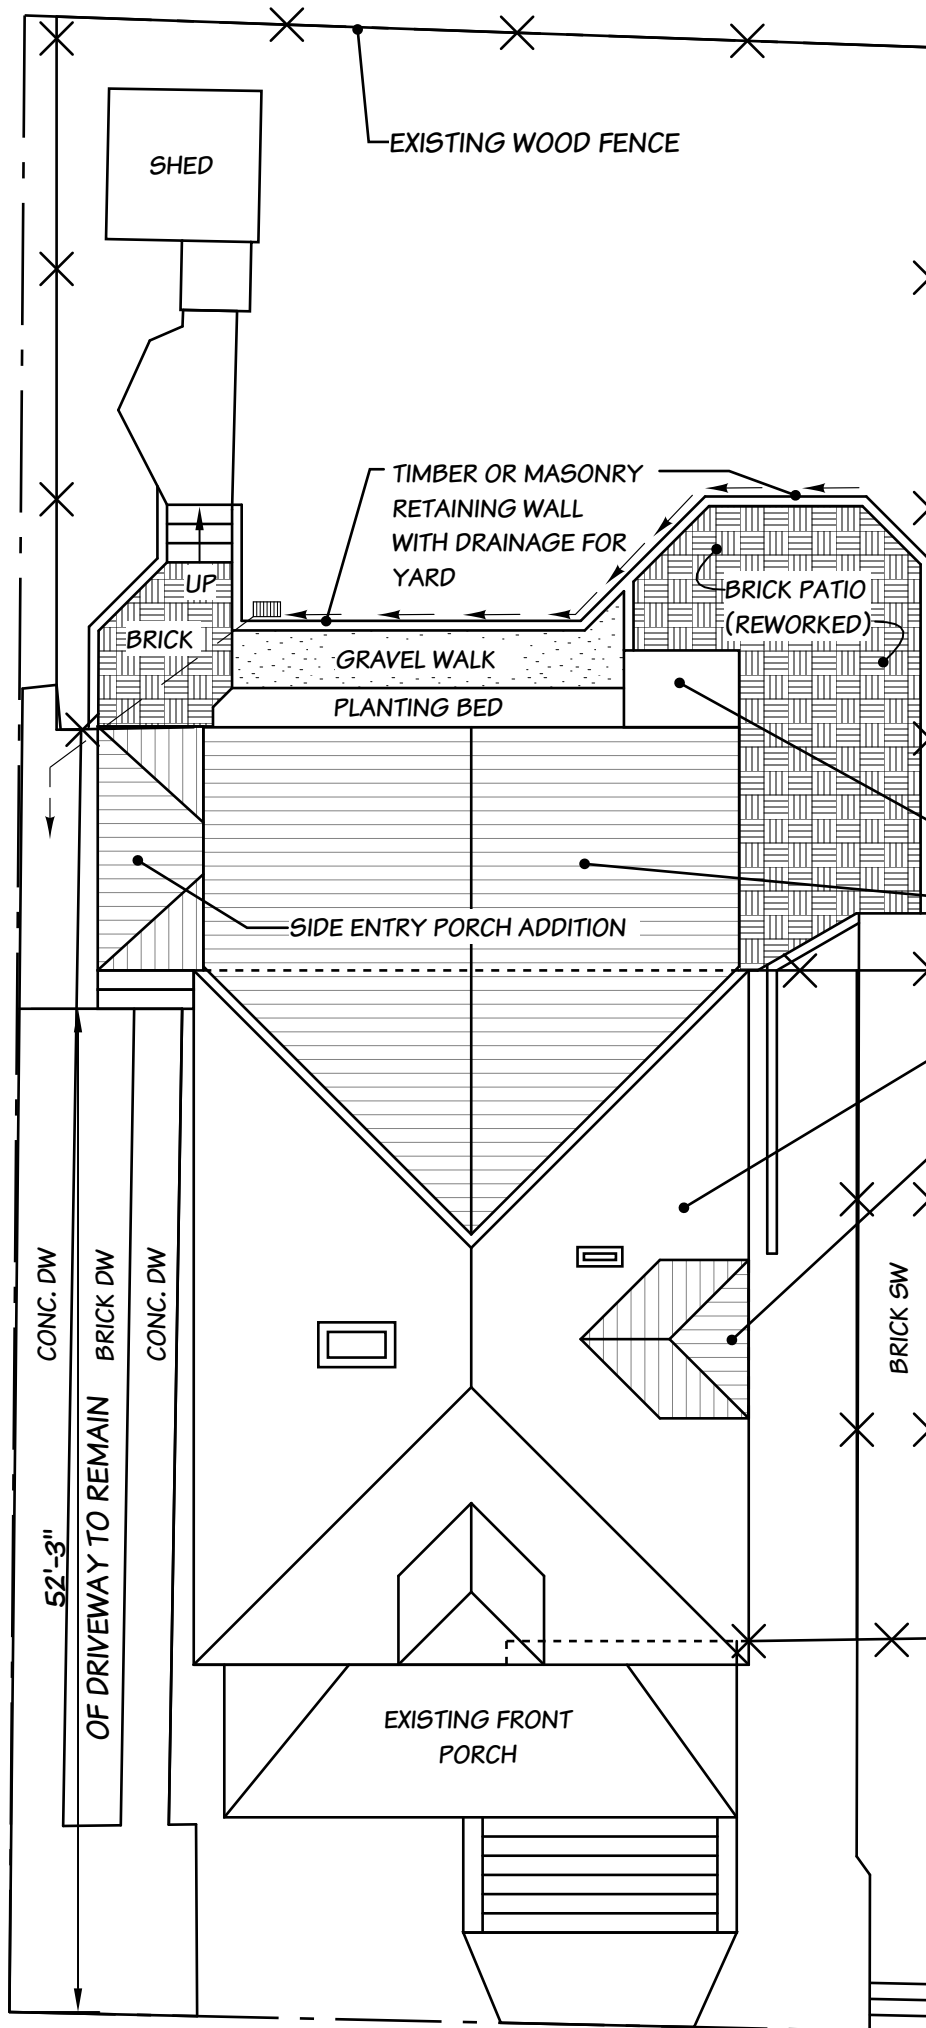 EXISTING WOOD FENCE
SHED
TIMBER OR MASONRY
RETAINING WALL
WITH DRAINAGE FOR
YARD
UP
BRICK
BRICK PATIO
(REWORKED)
GRAVEL WALK
PLANTING BED
SIDE ENTRY PORCH ADDITION
CONC. DW
BRICK DW
CONC. DW
BRICK SW
52'-3"
OF DRIVEWAY TO REMAIN
EXISTING FRONT
PORCH